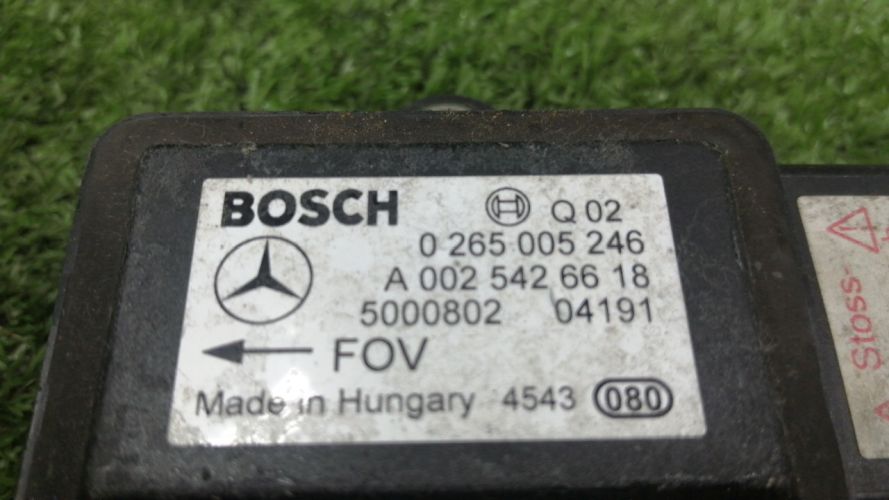 BOSCH Q 02
0 265 005 246
A 002 542 66 18
5000802 04191
FOV
Made in Hungary 4543 080
Stoss-